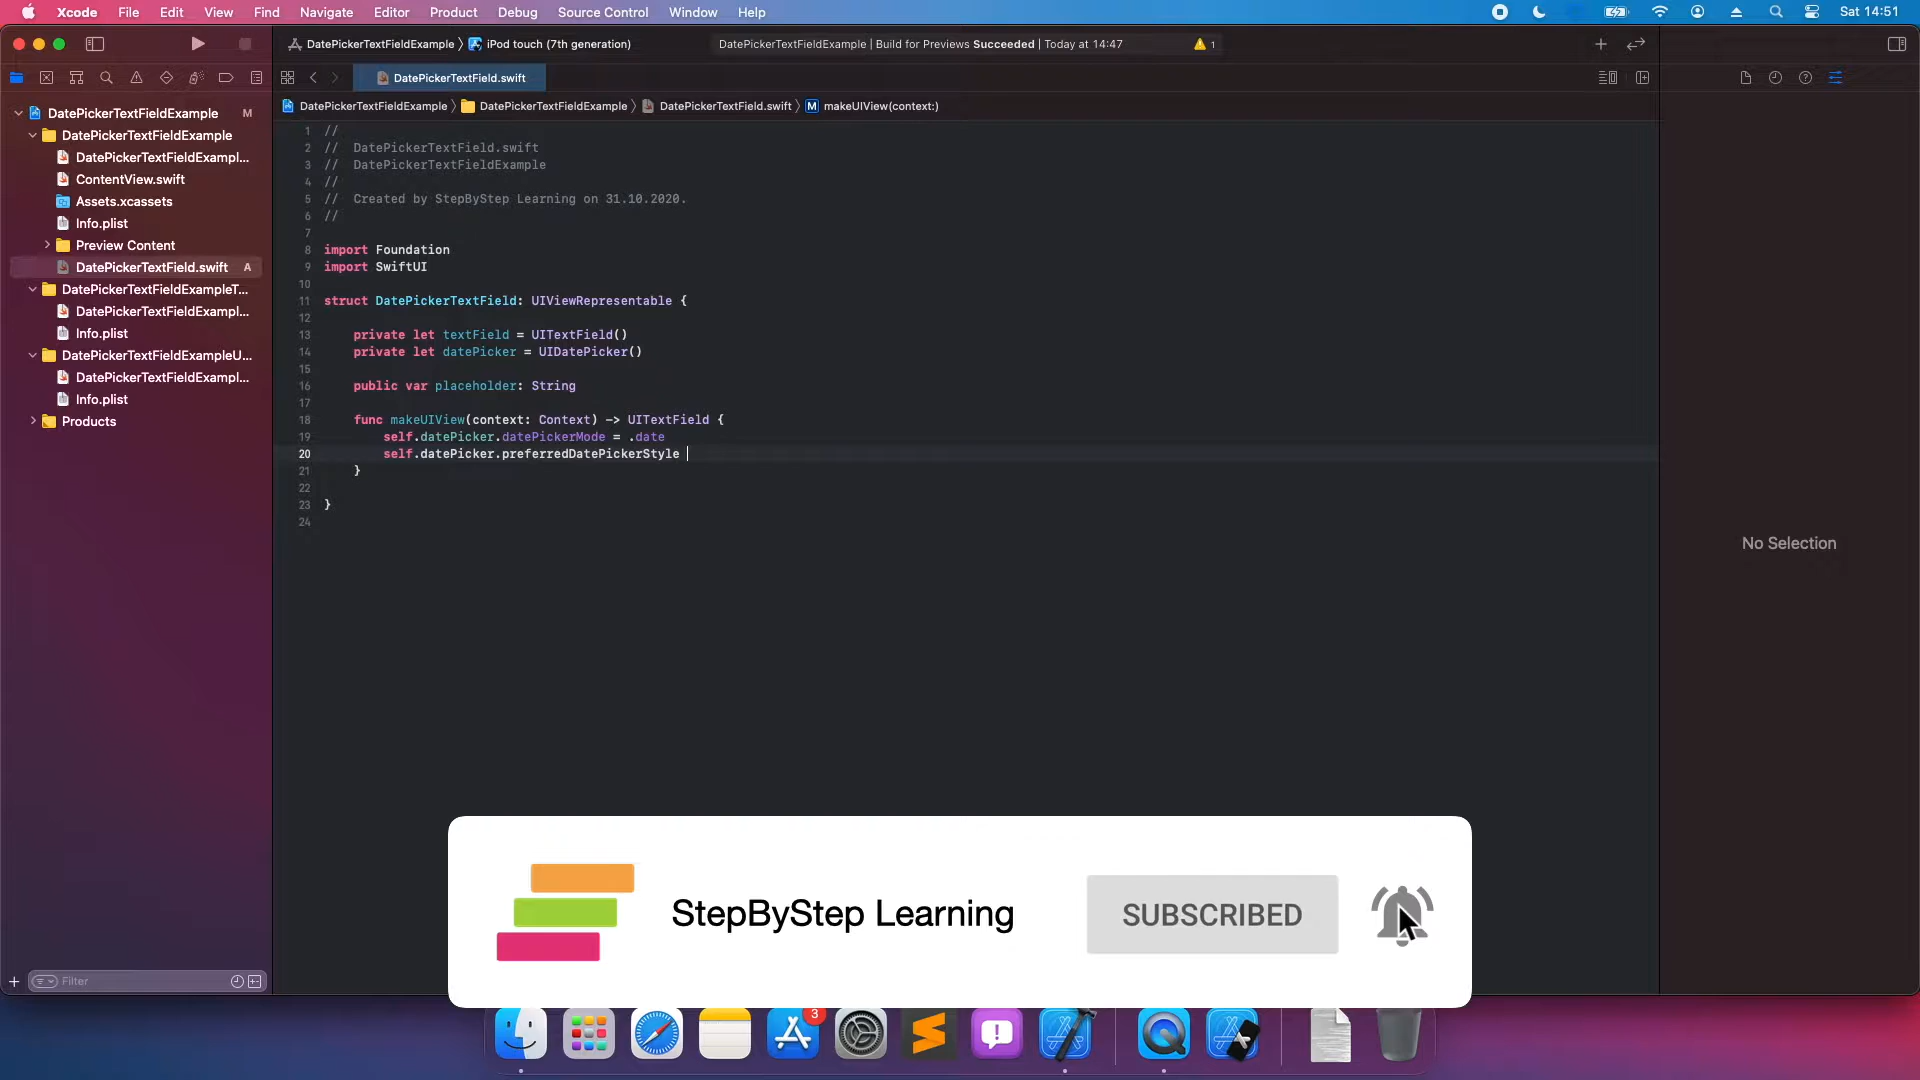 Xcode File Edit View Find Navigate Editor Product Debug Source Control Window Help Sat 14:51
DatePickerTextFieldExample 〉 iPod touch (7th generation) DatePickerTextFieldExample | Build for Previews Succeeded | Today at 14:47 1
DatePickerTextField.swift
DatePickerTextFieldExample 〉 DatePickerTextFieldExample 〉 DatePickerTextField.swift 〉 M makeUIView(context:)
DatePickerTextFieldExample M
DatePickerTextFieldExample
DatePickerTextFieldExampl...
ContentView.swift
Assets.xcassets
Info.plist
Preview Content
DatePickerTextField.swift A
DatePickerTextFieldExampleT...
DatePickerTextFieldExampl...
Info.plist
DatePickerTextFieldExampleU...
DatePickerTextFieldExampl...
Info.plist
Products
Filter
1 //
2 // DatePickerTextField.swift
3 // DatePickerTextFieldExample
4 //
5 // Created by StepByStep Learning on 31.10.2020.
6 //
7
8 import Foundation
9 import SwiftUI
10
11 struct DatePickerTextField: UIViewRepresentable {
12
13 private let textField = UITextField()
14 private let datePicker = UIDatePicker()
15
16 public var placeholder: String
17
18 func makeUIView(context: Context) -> UITextField {
19 self.datePicker.datePickerMode = .date
20 self.datePicker.preferredDatePickerStyle
21 }
22
23 }
24
No Selection
StepByStep Learning SUBSCRIBED
3